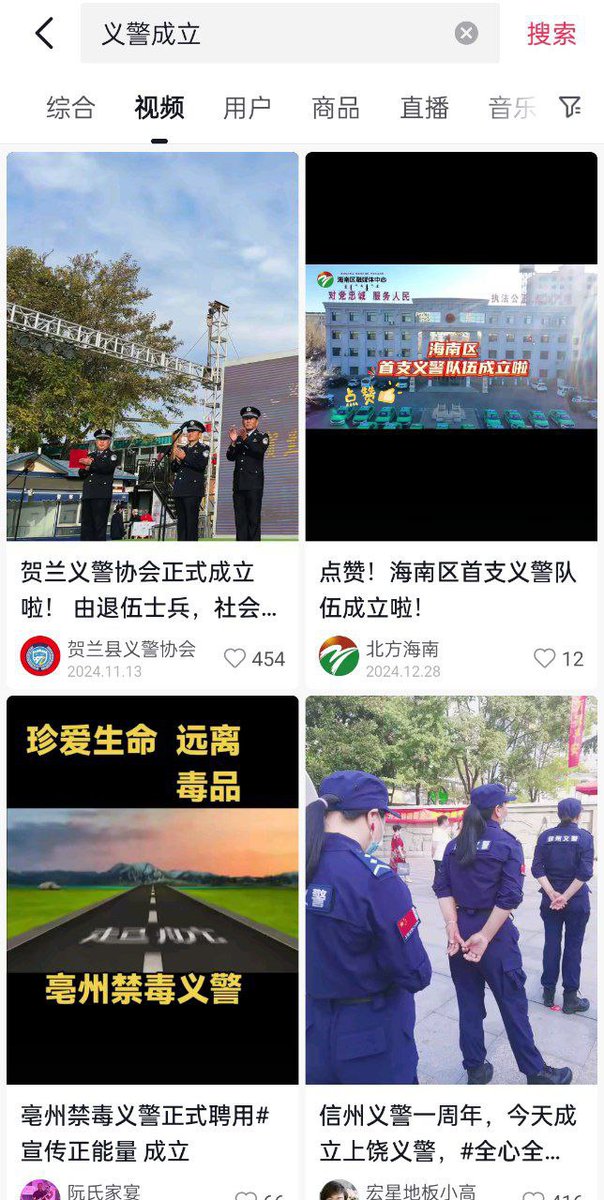 义警成立
搜索
综合
视频
用户
商品
直播
音乐
海南区融媒体中心
对党忠诚 服务人民
执法公正
海南区
首支义警队伍成立啦
点赞
贺兰义警协会正式成立
啦! 由退伍士兵，社会...
贺兰县义警协会
2024.11.13
454
点赞! 海南区首支义警队
伍成立啦!
北方海南
2024.12.28
12
珍爱生命 远离
毒品
亳州禁毒义警
警
信州义警
亳州禁毒义警正式聘用#
宣传正能量 成立
阮氏家宴
66
信州义警一周年，今天成
立上饶义警，#全心全...
宏星地板小高
416